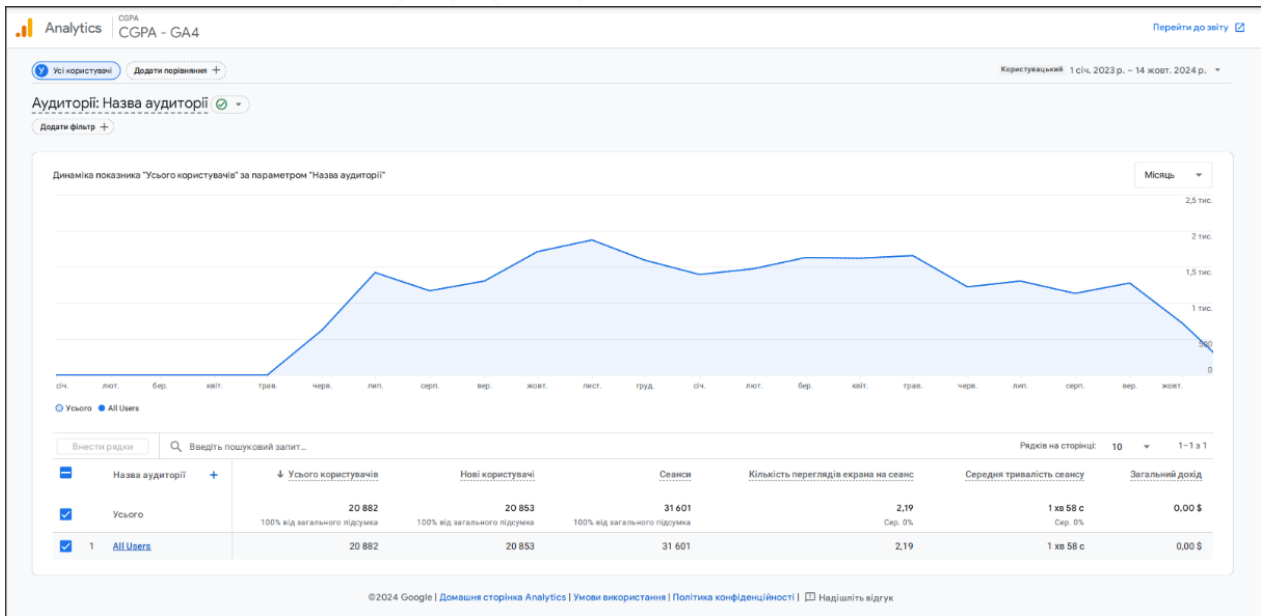 Analytics
CGPA
CGPA - GA4
Перейти до звіту
У Усі користувачі
Додати порівняння +
Користувацький 1 січ. 2023 р. – 14 жовт. 2024 р.
Аудиторії: Назва аудиторії
Додати фільтр +
Динаміка показника "Усього користувачів" за параметром "Назва аудиторії"
Місяць
2,5 тис.
2 тис.
1,5 тис.
1 тис.
500
0
січ. лют. бер. квіт. трав. черв. лип. серп. вер. жовт. лист. груд. січ. лют. бер. квіт. трав. черв. лип. серп. вер. жовт.
Усього All Users
Внести рядки Введіть пошуковий запит... Рядків на сторінці: 10 1–1 з 1
Назва аудиторії + ↓ Усього користувачів Нові користувачі Сеанси Кількість переглядів екрана на сеанс Середня тривалість сеансу Загальний дохід
Усього 20 882 20 853 31 601 2,19 1 хв 58 с 0,00 $
100% від загального підсумка 100% від загального підсумка 100% від загального підсумка Сер. 0% Сер. 0%
1 All Users 20 882 20 853 31 601 2,19 1 хв 58 с 0,00 $
©2024 Google | Домашня сторінка Analytics | Умови використання | Політика конфіденційності | Надішліть відгук